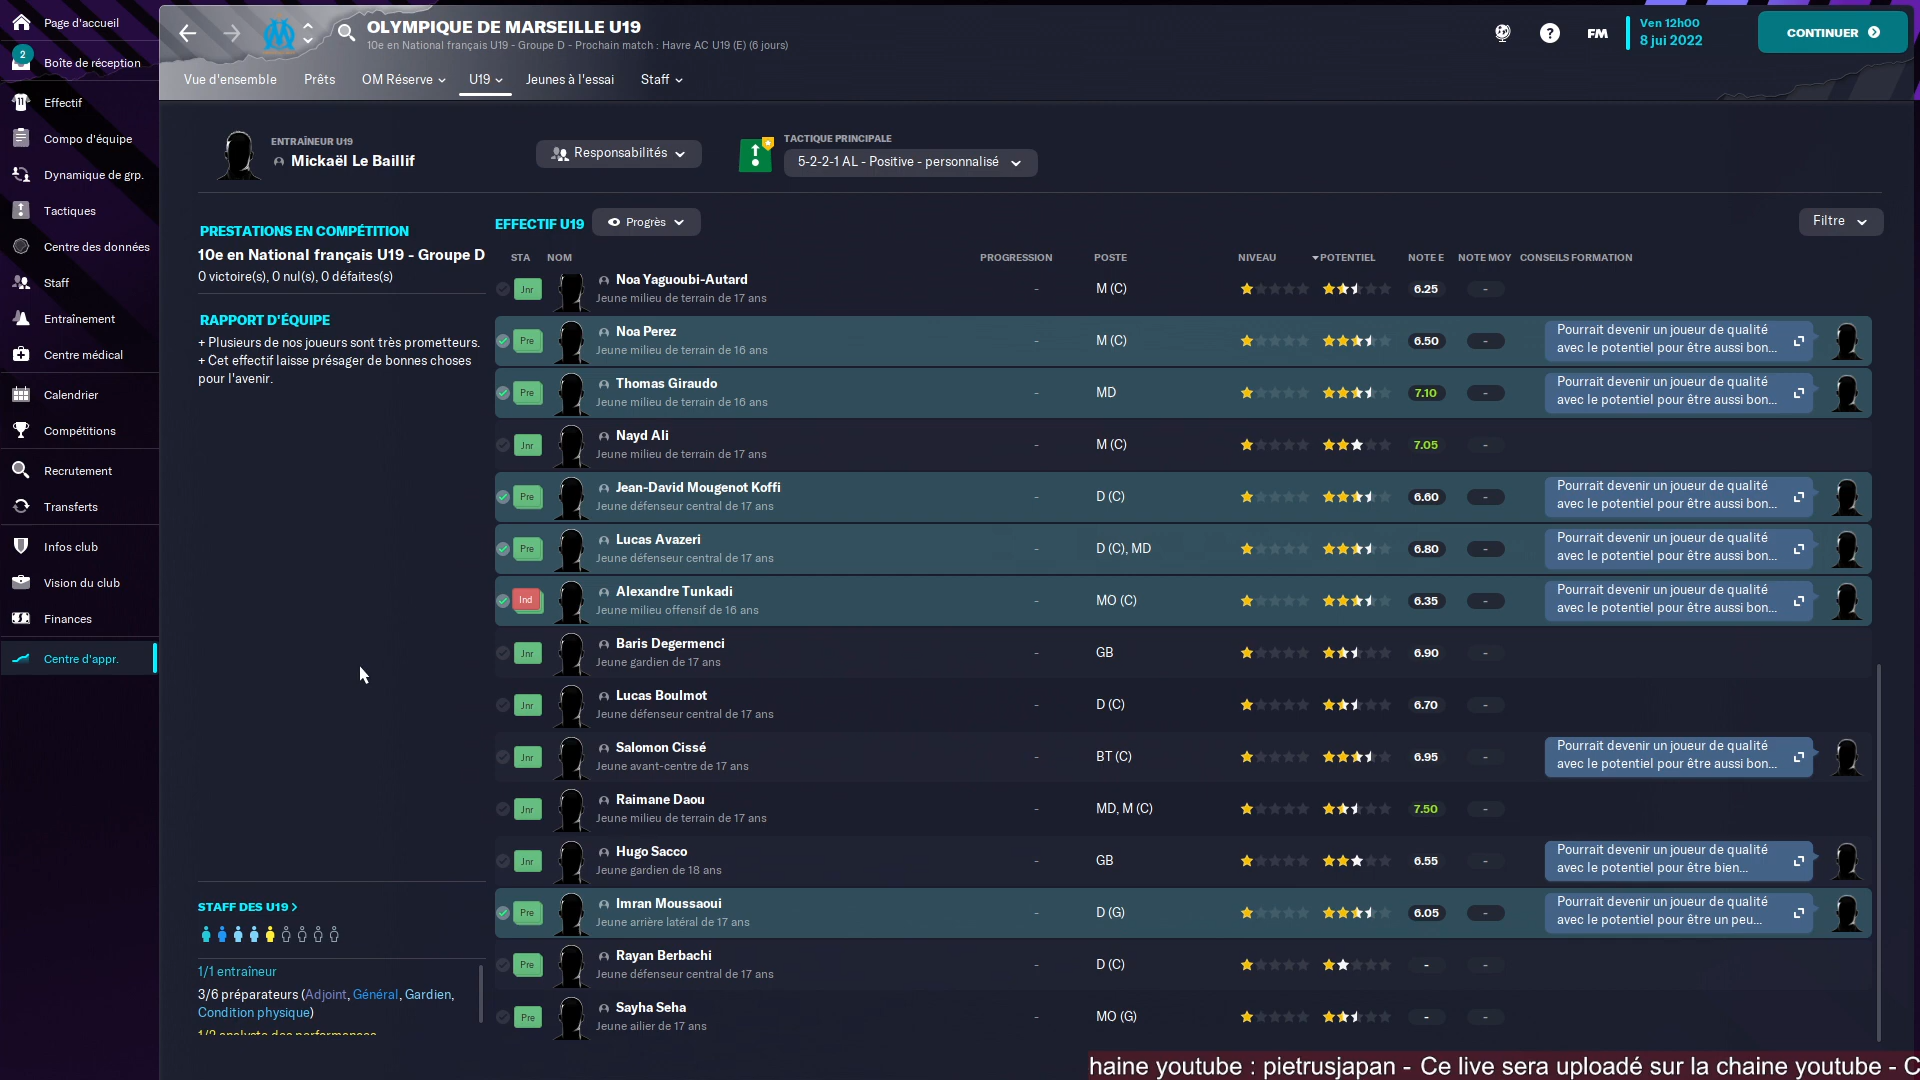 Page d'accueil
2
Boîte de réception
Effectif
Compo d'équipe
Dynamique de grp.
Tactiques
Centre des données
Staff
Entraînement
Centre médical
Calendrier
Compétitions
Recrutement
Transferts
Infos club
Vision du club
Finances
Centre d'appr.
OLYMPIQUE DE MARSEILLE U19
10e en National français U19 - Groupe D - Prochain match : Havre AC U19 (E) (6 jours)
FM
Ven 12h00
8 jui 2022
CONTINUER
Vue d'ensemble Prêts OM Réserve U19 Jeunes à l'essai Staff
ENTRAÎNEUR U19
Mickaël Le Baillif
Responsabilités
TACTIQUE PRINCIPALE
5-2-2-1 AL - Positive - personnalisé
PRESTATIONS EN COMPÉTITION
10e en National français U19 - Groupe D
0 victoire(s), 0 nul(s), 0 défaites(s)
RAPPORT D'ÉQUIPE
+ Plusieurs de nos joueurs sont très prometteurs.
+ Cet effectif laisse présager de bonnes choses
pour l'avenir.
STAFF DES U19 >
1/1 entraîneur
3/6 préparateurs (Adjoint, Général, Gardien,
Condition physique)
EFFECTIF U19 Progrès Filtre
STA NOM PROGRESSION POSTE NIVEAU POTENTIEL NOTE E NOTE MOY CONSEILS FORMATION
Jnr Noa Yaguoubi-Autard - M (C) 6.25 -
Jeune milieu de terrain de 17 ans
Pre Noa Perez - M (C) 6.50 - Pourrait devenir un joueur de qualité
Jeune milieu de terrain de 16 ans avec le potentiel pour être aussi bon...
Pre Thomas Giraudo - MD 7.10 - Pourrait devenir un joueur de qualité
Jeune milieu de terrain de 16 ans avec le potentiel pour être aussi bon...
Jnr Nayd Ali - M (C) 7.05 -
Jeune milieu de terrain de 17 ans
Pre Jean-David Mougenot Koffi - D (C) 6.60 - Pourrait devenir un joueur de qualité
Jeune défenseur central de 17 ans avec le potentiel pour être aussi bon...
Pre Lucas Avazeri - D (C), MD 6.80 - Pourrait devenir un joueur de qualité
Jeune défenseur central de 17 ans avec le potentiel pour être aussi bon...
Ind Alexandre Tunkadi - MO (C) 6.35 - Pourrait devenir un joueur de qualité
Jeune milieu offensif de 16 ans avec le potentiel pour être aussi bon...
Jnr Baris Degermenci - GB 6.90 -
Jeune gardien de 17 ans
Jnr Lucas Boulmot - D (C) 6.70 -
Jeune défenseur central de 17 ans
Jnr Salomon Cissé - BT (C) 6.95 - Pourrait devenir un joueur de qualité
Jeune avant-centre de 17 ans avec le potentiel pour être aussi bon...
Jnr Raimane Daou - MD, M (C) 7.50 -
Jeune milieu de terrain de 17 ans
Jnr Hugo Sacco - GB 6.55 - Pourrait devenir un joueur de qualité
Jeune gardien de 18 ans avec le potentiel pour être bien...
Pre Imran Moussaoui - D (G) 6.05 - Pourrait devenir un joueur de qualité
Jeune arrière latéral de 17 ans avec le potentiel pour être un peu...
Pre Rayan Berbachi - D (C) - -
Jeune défenseur central de 17 ans
Pre Sayha Seha - MO (G) - -
Jeune ailier de 17 ans
haine youtube : pietrusjapan - Ce live sera uploadé sur la chaine youtube - C